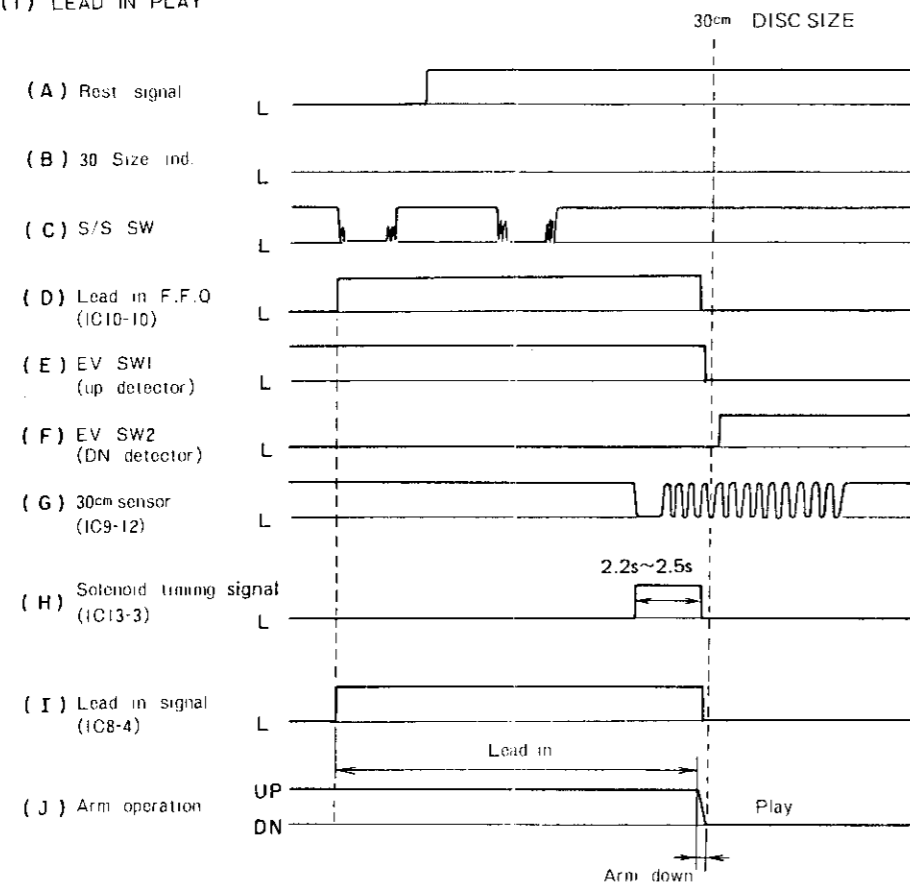 (1) LEAD IN PLAY
30cm DISC SIZE
(A) Rest signal
L
(B) 30 Size ind.
L
(C) S/S SW
L
(D) Lead in F.F.Q
(IC10-10)
L
(E) EV SW1
(up detector)
L
(F) EV SW2
(DN detector)
L
(G) 30cm sensor
(IC9-12)
L
2.2s~2.5s
(H) Solenoid timing signal
(IC13-3)
L
(I) Lead in signal
(IC8-4)
L
Lead in
UP
(J) Arm operation
Play
DN
Arm down